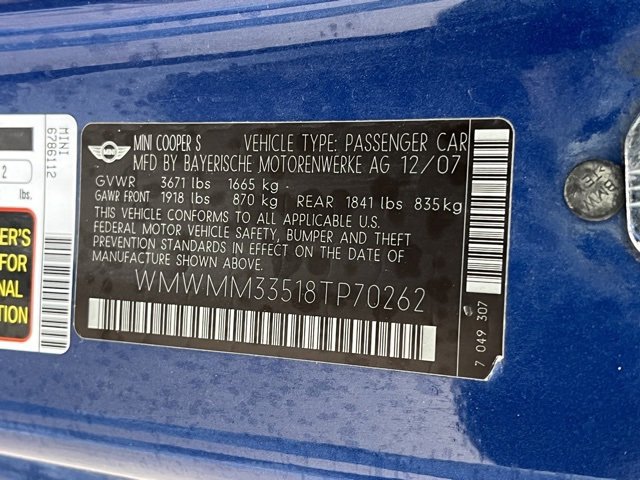 MINI
6786112
2
lbs.
ER'S
FOR
NAL
TION
MINI
MINI COOPER S VEHICLE TYPE: PASSENGER CAR
MFD BY BAYERISCHE MOTORENWERKE AG 12/07
GVWR 3671 lbs 1665 kg
GAWR FRONT 1918 lbs 870 kg REAR 1841 lbs 835kg
THIS VEHICLE CONFORMS TO ALL APPLICABLE U.S.
FEDERAL MOTOR VEHICLE SAFETY, BUMPER AND THEFT
PREVENTION STANDARDS IN EFFECT ON THE DATE OF
MANUFACTURE SHOWN ABOVE.
WMWMM33518TP70262
7 049 307